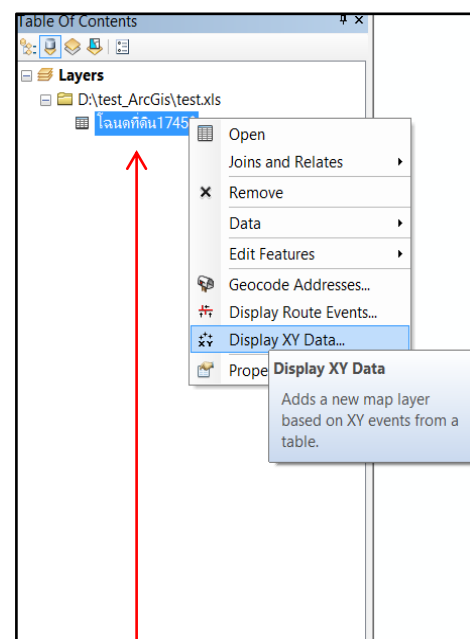 Table Of Contents
Layers
D:\test_ArcGis\test.xls
โฉนดที่ดิน1745
Open
Joins and Relates
Remove
Data
Edit Features
Geocode Addresses...
Display Route Events...
Display XY Data...
Prope
Display XY Data
Adds a new map layer
based on XY events from a
table.